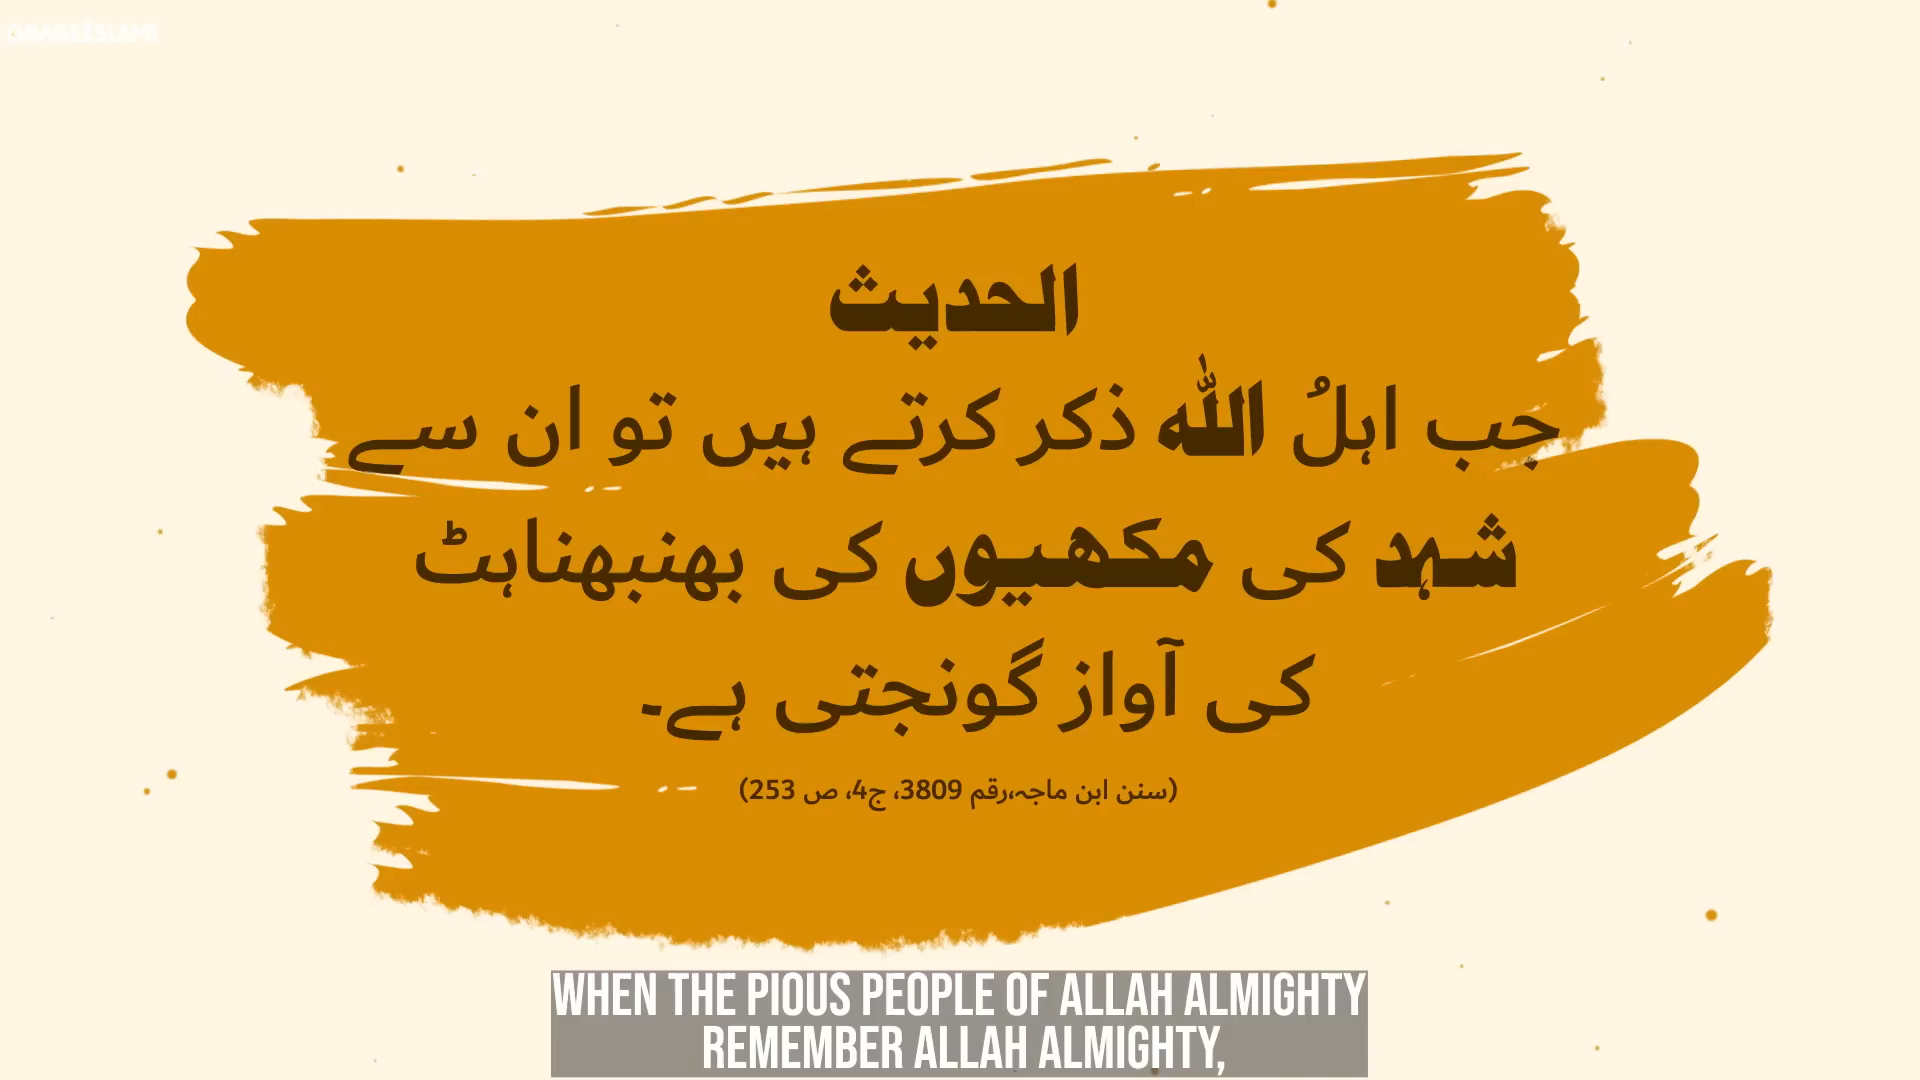 الحدیث
جب اہلُ اللّٰہ ذکر کرتے ہیں تو ان سے
شہد کی مکھیوں کی بھنبھناہٹ
کی آواز گونجتی ہے۔
(سنن ابن ماجہ،رقم 3809، ج4، ص 253)
WHEN THE PIOUS PEOPLE OF ALLAH ALMIGHTY
REMEMBER ALLAH ALMIGHTY,